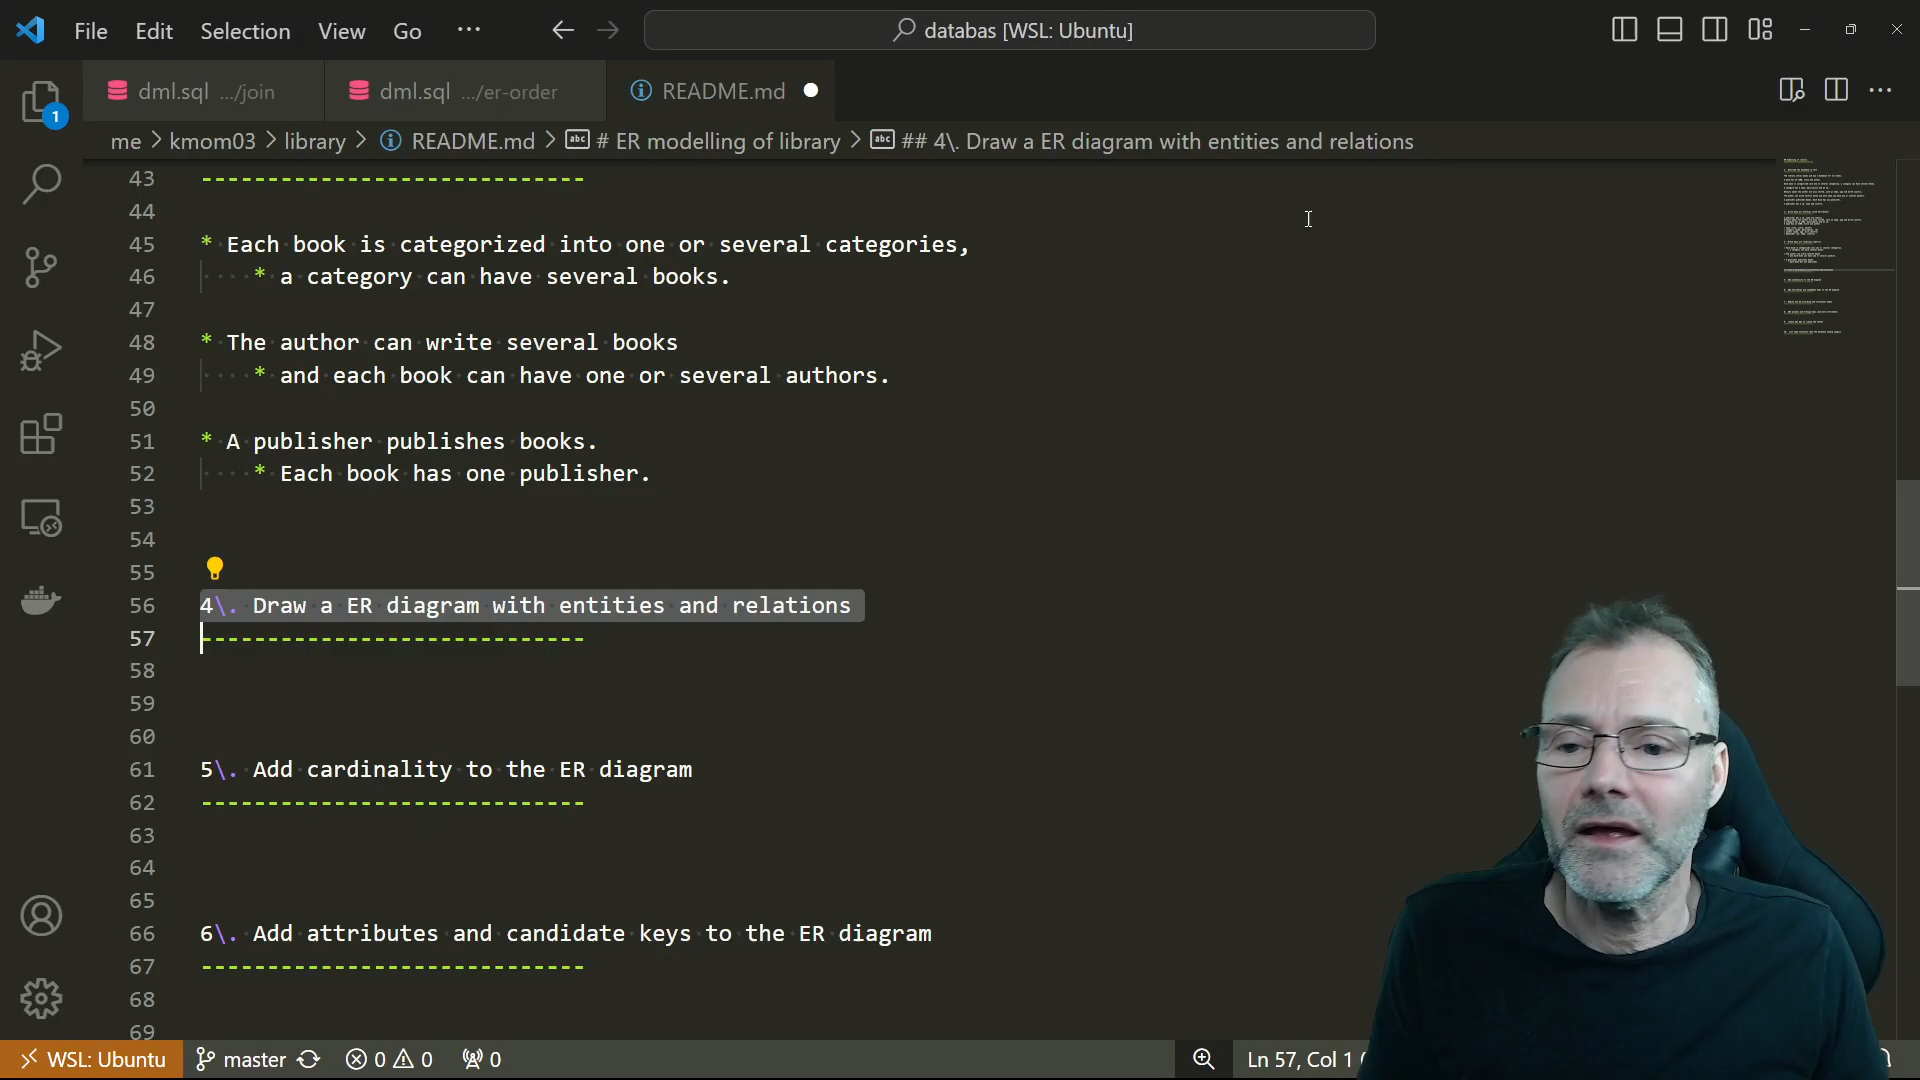 File Edit Selection View Go ··· databas [WSL: Ubuntu]
dml.sql .../join dml.sql .../er-order README.md
me > kmom03 > library > README.md > # ER modelling of library > ## 4\. Draw a ER diagram with entities and relations
43 -----------------------------
44
45 * Each book is categorized into one or several categories,
46 * a category can have several books.
47
48 * The author can write several books
49 * and each book can have one or several authors.
50
51 * A publisher publishes books.
52 * Each book has one publisher.
53
54
55
56 4\. Draw a ER diagram with entities and relations
57 -----------------------------
58
59
60
61 5\. Add cardinality to the ER diagram
62 -----------------------------
63
64
65
66 6\. Add attributes and candidate keys to the ER diagram
67 -----------------------------
68
69
1
WSL: Ubuntu master 0 0 0 Ln 57, Col 1